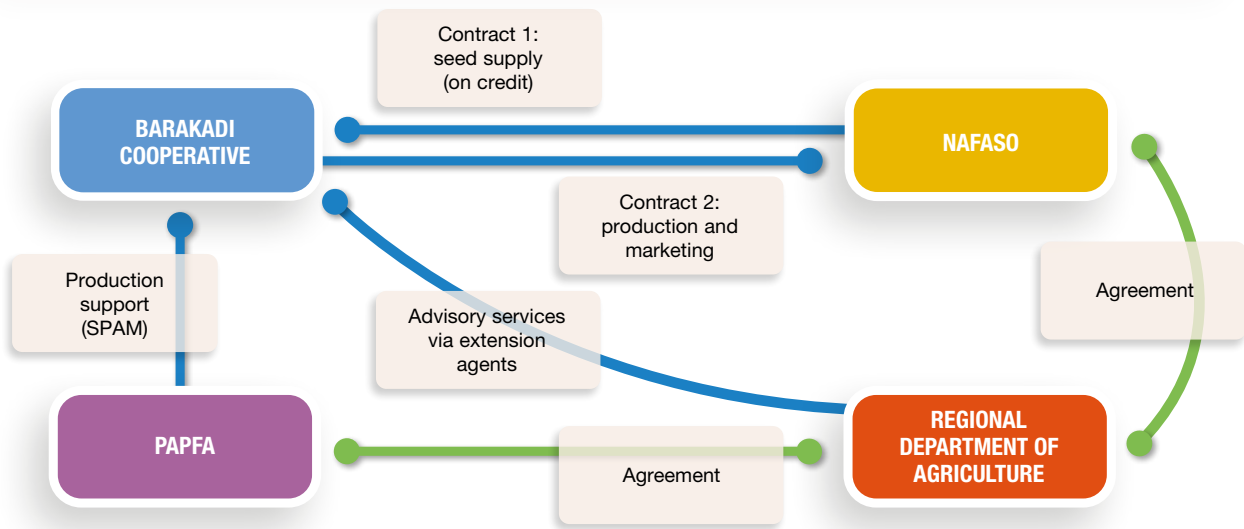 Contract 1:
seed supply
(on credit)
BARAKADI
COOPERATIVE
NAFASO
Contract 2:
production and
marketing
Production
support
(SPAM)
Advisory services
via extension
agents
Agreement
PAPFA
Agreement
REGIONAL
DEPARTMENT OF
AGRICULTURE